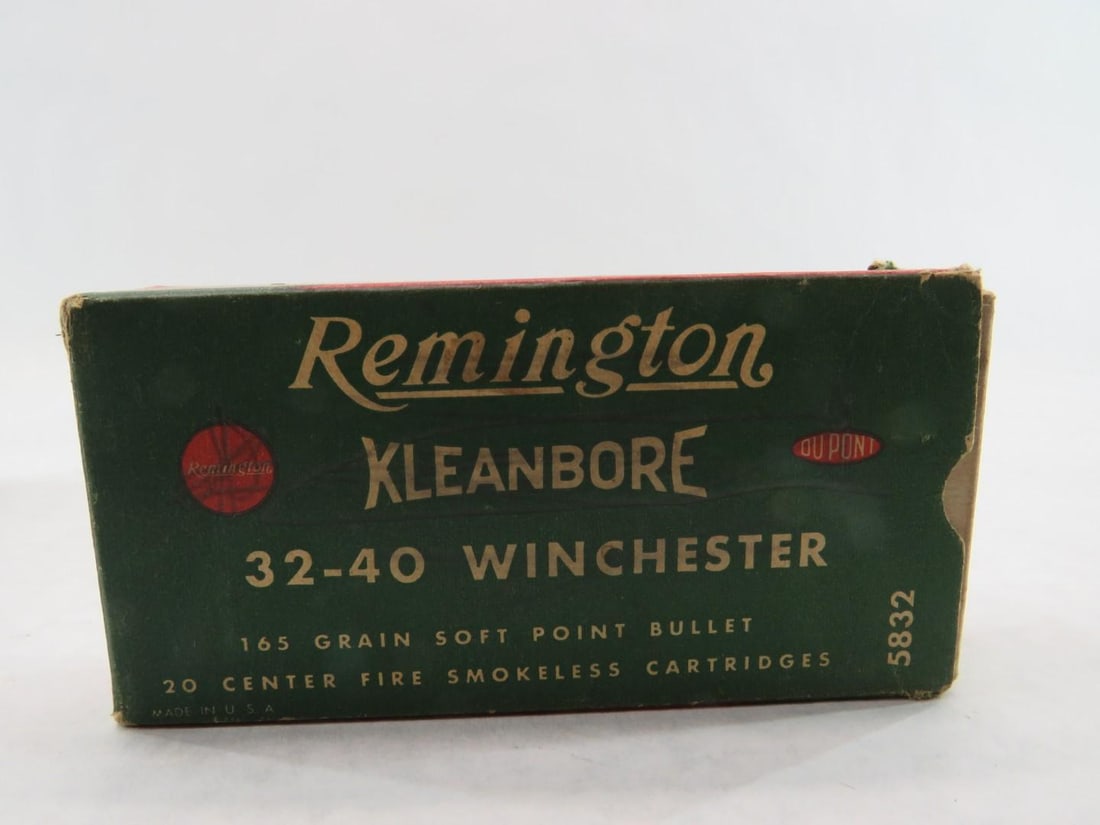 Remington
KLEANBORE
Remington
DU PONT
32-40 WINCHESTER
165 GRAIN SOFT POINT BULLET
20 CENTER FIRE SMOKELESS CARTRIDGES
5832
MADE IN U.S.A